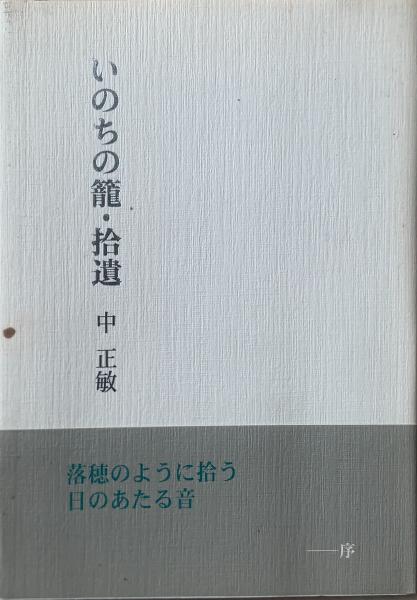 いのちの籠・拾遺
中 正敏
落穂のように拾う
日のあたる音
——序